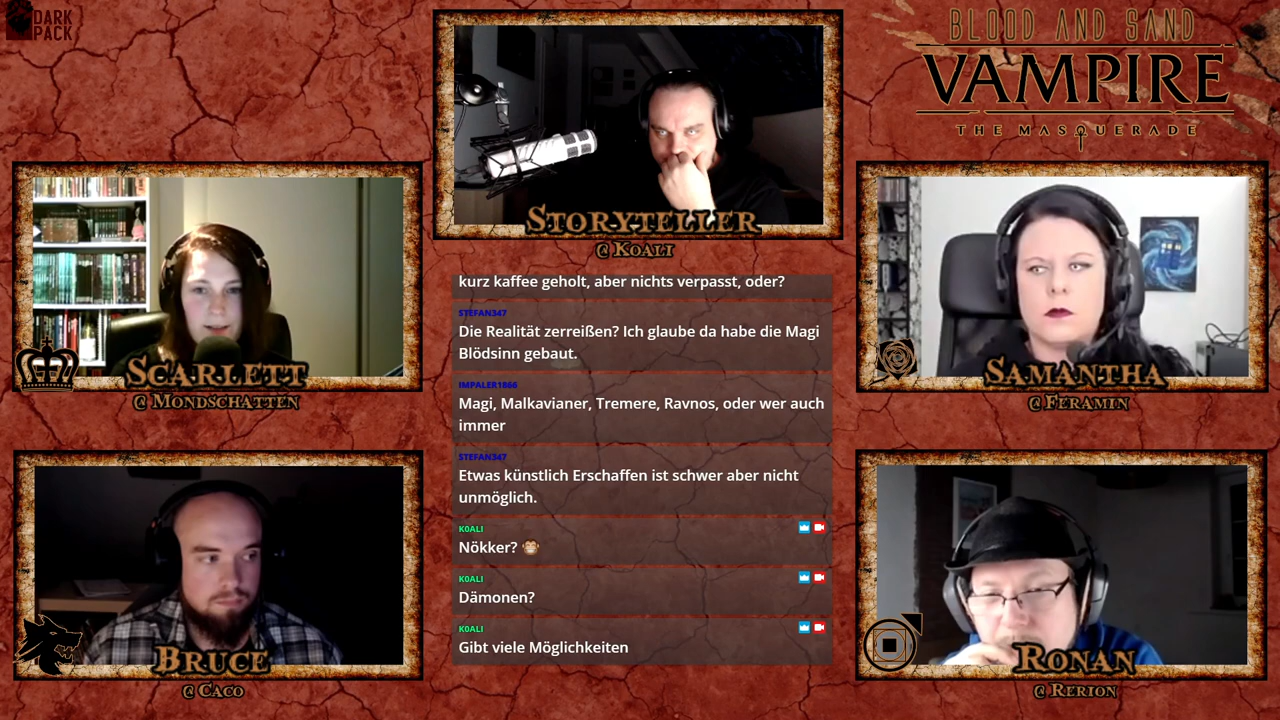 DARK
PACK
BLOOD AND SAND
VAMPIRE
THE MASQUERADE
STORYTELLER
@ KOALI
SCARLETT
@ MONDSCHATTEN
SAMANTHA
@ FERAMIN
kurz kaffee geholt, aber nichts verpasst, oder?
STEFAN347
Die Realität zerreißen? Ich glaube da habe die Magi
Blödsinn gebaut.
IMPALER1866
Magi, Malkavianer, Tremere, Ravnos, oder wer auch
immer
STEFAN347
Etwas künstlich Erschaffen ist schwer aber nicht
unmöglich.
K0ALI
Nökker? 🐵
K0ALI
Dämonen?
K0ALI
Gibt viele Möglichkeiten
BRUCE
@ CACO
RONAN
@ RERION